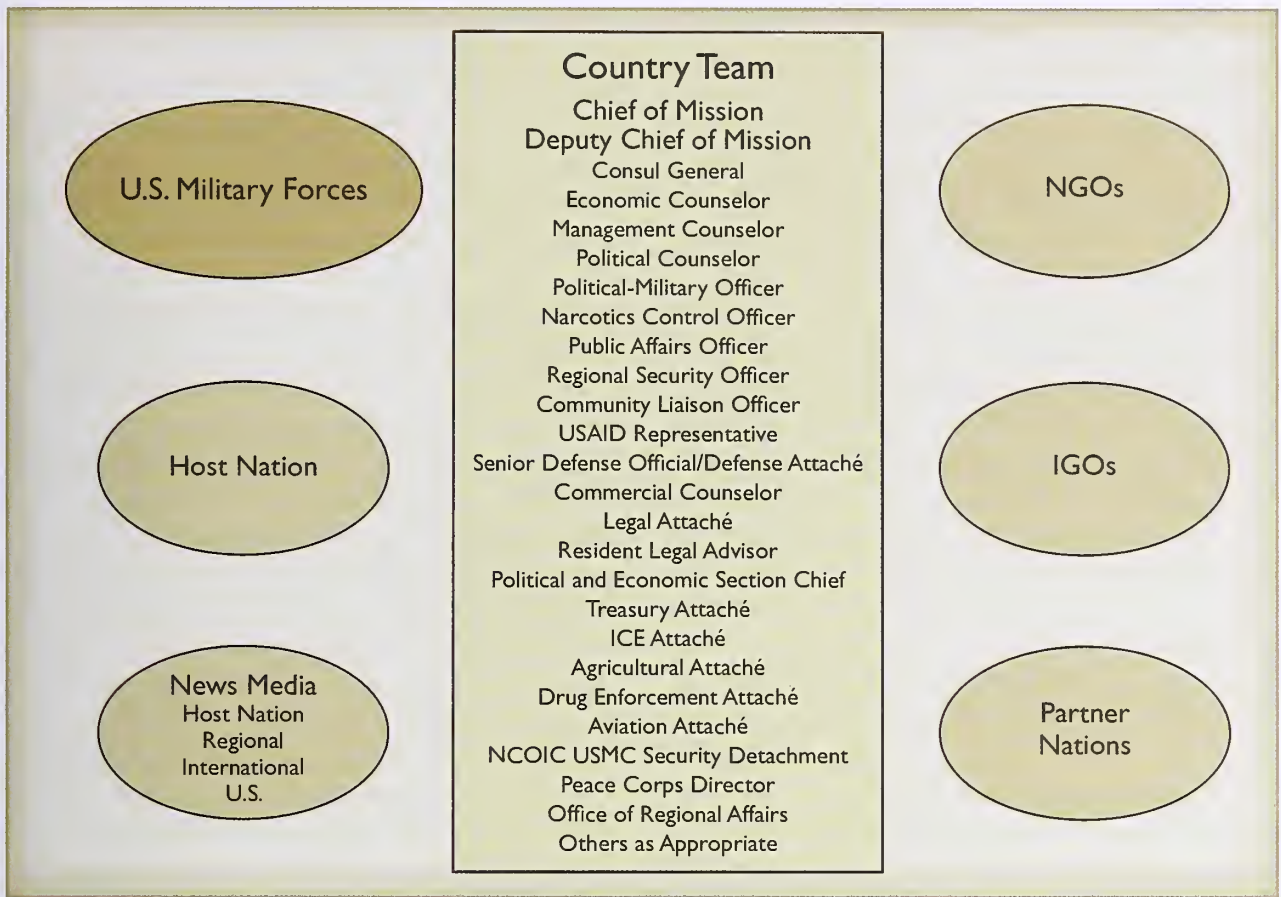 U.S. Military Forces
Host Nation
News Media
Host Nation
Regional
International
U.S.
Country Team
Chief of Mission
Deputy Chief of Mission
Consul General
Economic Counselor
Management Counselor
Political Counselor
Political-Military Officer
Narcotics Control Officer
Public Affairs Officer
Regional Security Officer
Community Liaison Officer
USAID Representative
Senior Defense Official/Defense Attaché
Commercial Counselor
Legal Attaché
Resident Legal Advisor
Political and Economic Section Chief
Treasury Attaché
ICE Attaché
Agricultural Attaché
Drug Enforcement Attaché
Aviation Attaché
NCOIC USMC Security Detachment
Peace Corps Director
Office of Regional Affairs
Others as Appropriate
NGOs
IGOs
Partner
Nations